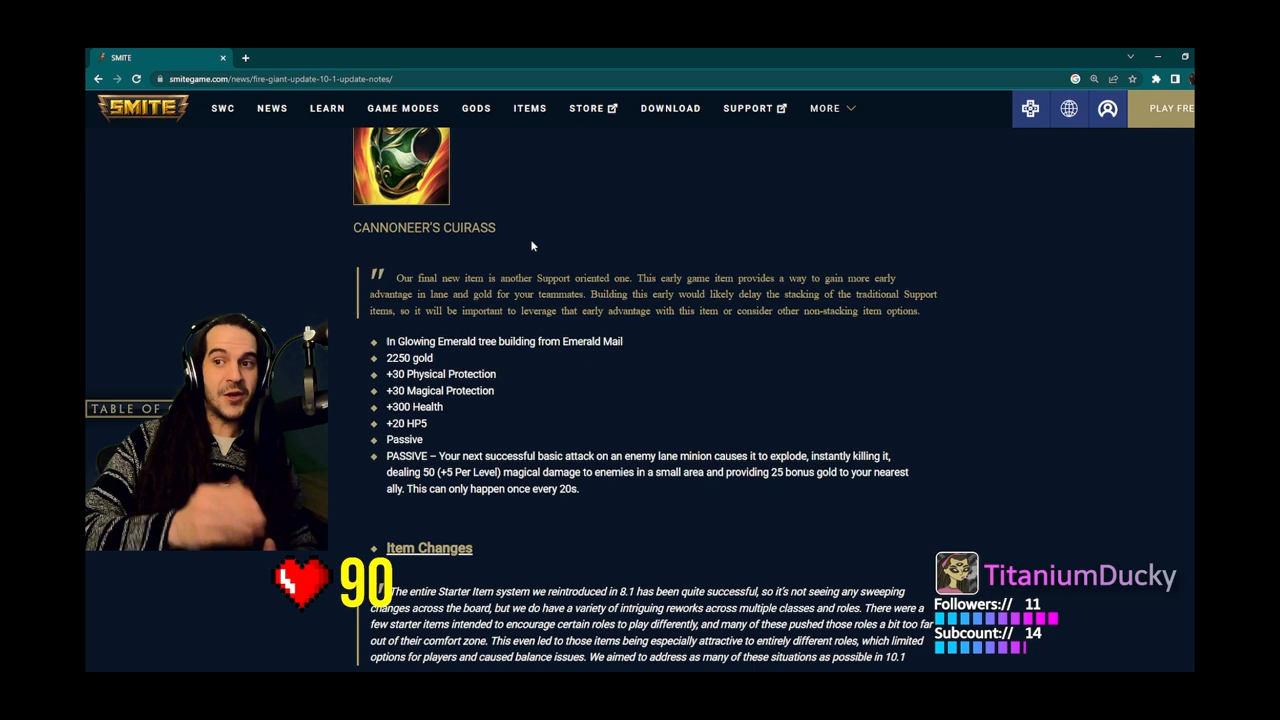 SMITE
smitegame.com/news/fire-giant-update-10-1-update-notes/
SMITE
SWC
NEWS
LEARN
GAME MODES
GODS
ITEMS
STORE
DOWNLOAD
SUPPORT
MORE
PLAY FRE
CANNONEER'S CUIRASS
" Our final new item is another Support oriented one. This early game item provides a way to gain more early
advantage in lane and gold for your teammates. Building this early would likely delay the stacking of the traditional Support
items, so it will be important to leverage that early advantage with this item or consider other non-stacking item options.
In Glowing Emerald tree building from Emerald Mail
2250 gold
+30 Physical Protection
+30 Magical Protection
+300 Health
+20 HP5
Passive
PASSIVE – Your next successful basic attack on an enemy lane minion causes it to explode, instantly killing it,
dealing 50 (+5 Per Level) magical damage to enemies in a small area and providing 25 bonus gold to your nearest
ally. This can only happen once every 20s.
TABLE OF
Item Changes
The entire Starter Item system we reintroduced in 8.1 has been quite successful, so it's not seeing any sweeping
changes across the board, but we do have a variety of intriguing reworks across multiple classes and roles. There were a
few starter items intended to encourage certain roles to play differently, and many of these pushed those roles a bit too far
out of their comfort zone. This even led to those items being especially attractive to entirely different roles, which limited
options for players and caused balance issues. We aimed to address as many of these situations as possible in 10.1
90
TitaniumDucky
Followers:// 11
Subcount:// 14